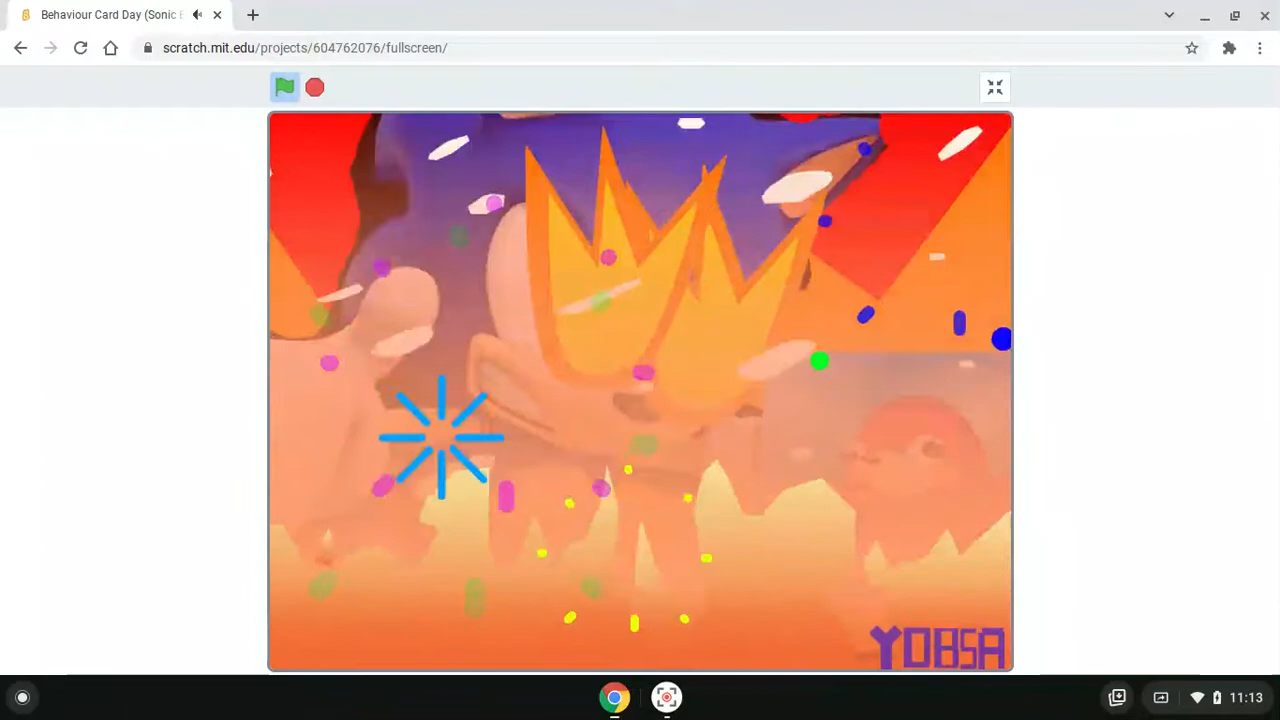 Behaviour Card Day (Sonic E
scratch.mit.edu/projects/604762076/fullscreen/
YOBSA
11:13